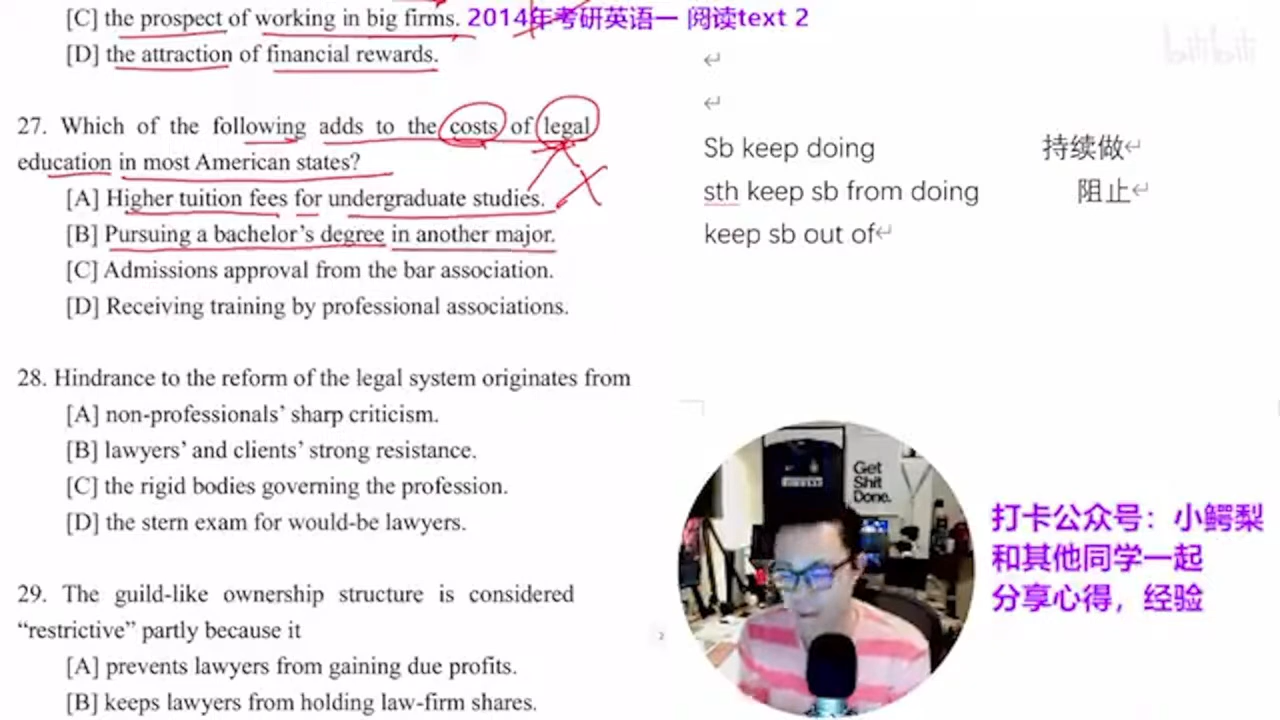 [C] the prospect of working in big firms.
2014年考研英语一 阅读text 2
[D] the attraction of financial rewards.
27. Which of the following adds to the costs of legal
education in most American states?
[A] Higher tuition fees for undergraduate studies.
[B] Pursuing a bachelor's degree in another major.
[C] Admissions approval from the bar association.
[D] Receiving training by professional associations.
28. Hindrance to the reform of the legal system originates from
[A] non-professionals' sharp criticism.
[B] lawyers' and clients' strong resistance.
[C] the rigid bodies governing the profession.
[D] the stern exam for would-be lawyers.
29. The guild-like ownership structure is considered
"restrictive" partly because it
[A] prevents lawyers from gaining due profits.
[B] keeps lawyers from holding law-firm shares.
bilibili
Sb keep doing 持续做
sth keep sb from doing 阻止
keep sb out of
Get
Shit
Done.
打卡公众号：小鳄梨
和其他同学一起
分享心得，经验